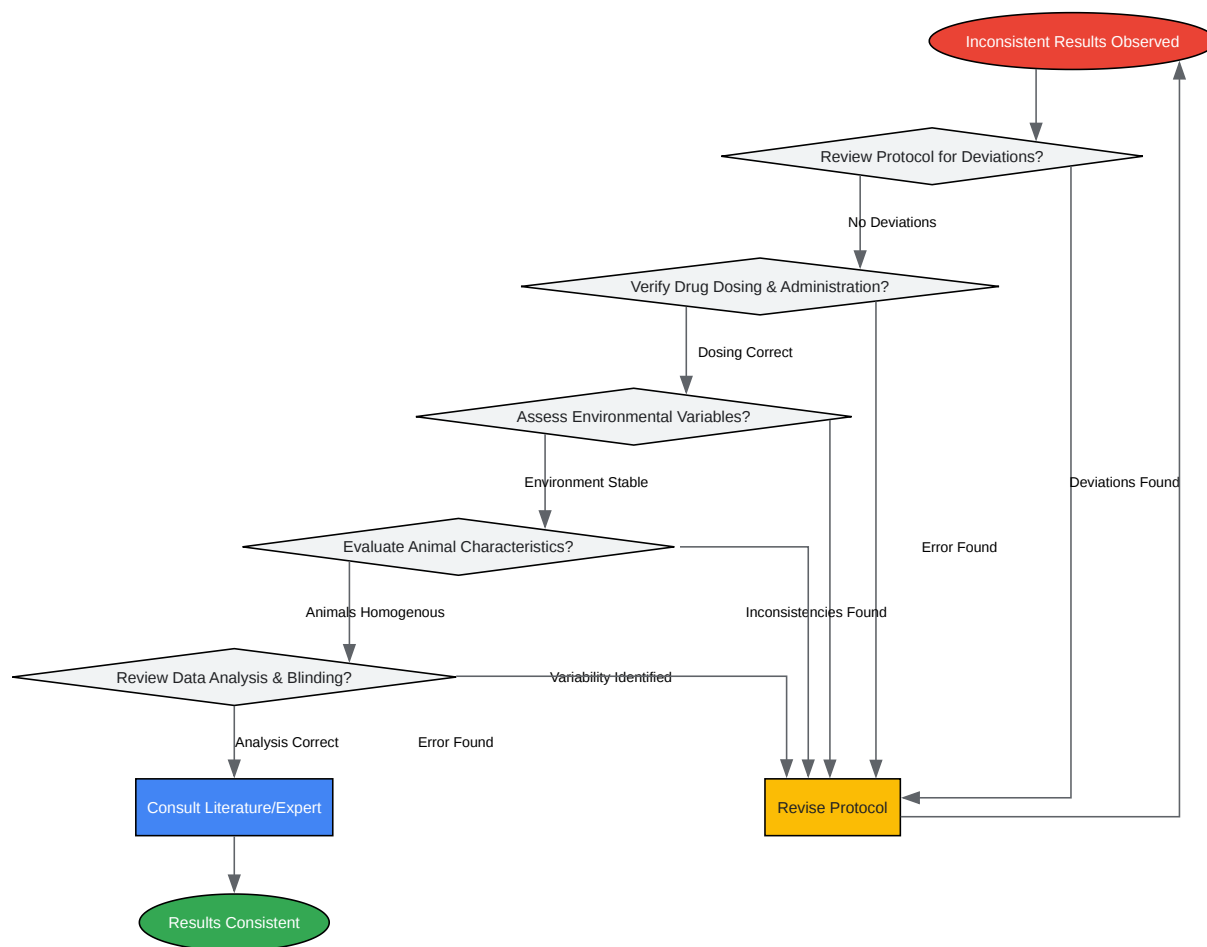 Inconsistent Results Observed
Review Protocol for Deviations?
No Deviations
Verify Drug Dosing & Administration?
Dosing Correct
Assess Environmental Variables?
Environment Stable
Deviations Found
Evaluate Animal Characteristics?
Error Found
Animals Homogenous
Inconsistencies Found
Review Data Analysis & Blinding?
Variability Identified
Analysis Correct
Error Found
Consult Literature/Expert
Revise Protocol
Results Consistent